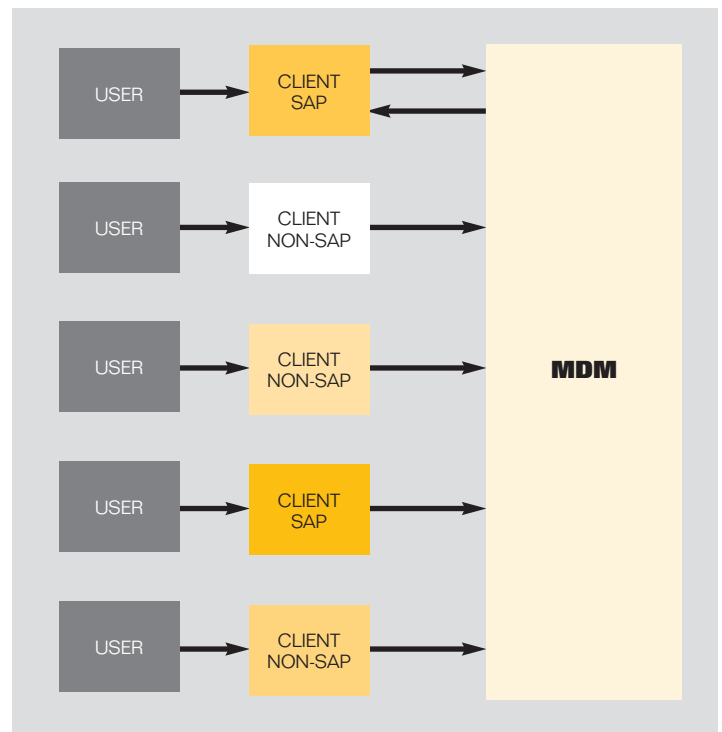 USER
CLIENT
SAP
USER
CLIENT
NON-SAP
USER
CLIENT
NON-SAP
MDM
USER
CLIENT
SAP
USER
CLIENT
NON-SAP